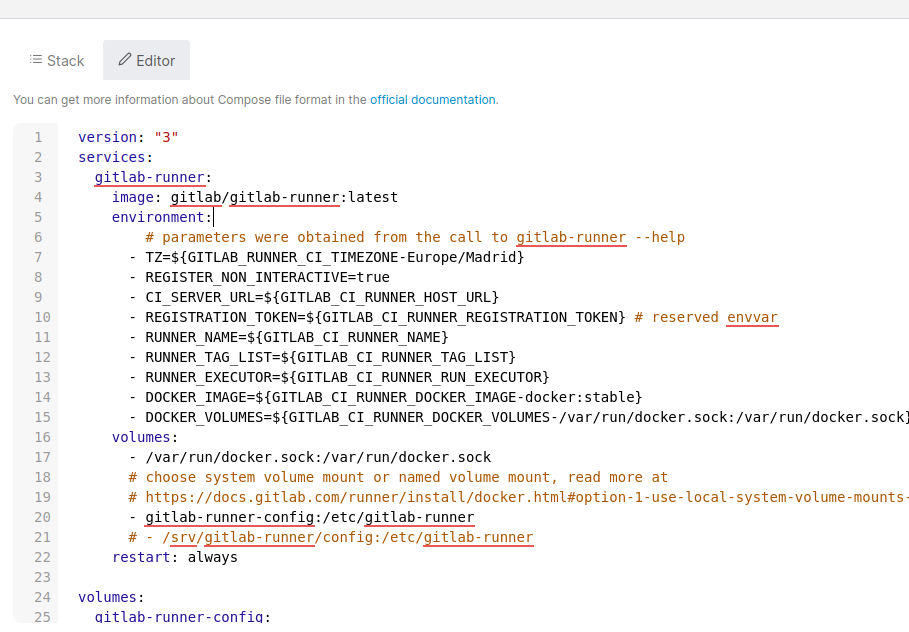 Stack
Editor
You can get more information about Compose file format in the official documentation.
1 version: "3"
2 services:
3 gitlab-runner:
4 image: gitlab/gitlab-runner:latest
5 environment:
6 # parameters were obtained from the call to gitlab-runner --help
7 - TZ=${GITLAB_RUNNER_CI_TIMEZONE-Europe/Madrid}
8 - REGISTER_NON_INTERACTIVE=true
9 - CI_SERVER_URL=${GITLAB_CI_RUNNER_HOST_URL}
10 - REGISTRATION_TOKEN=${GITLAB_CI_RUNNER_REGISTRATION_TOKEN} # reserved envvar
11 - RUNNER_NAME=${GITLAB_CI_RUNNER_NAME}
12 - RUNNER_TAG_LIST=${GITLAB_CI_RUNNER_TAG_LIST}
13 - RUNNER_EXECUTOR=${GITLAB_CI_RUNNER_RUN_EXECUTOR}
14 - DOCKER_IMAGE=${GITLAB_CI_RUNNER_DOCKER_IMAGE-docker:stable}
15 - DOCKER_VOLUMES=${GITLAB_CI_RUNNER_DOCKER_VOLUMES-/var/run/docker.sock:/var/run/docker.sock}
16 volumes:
17 - /var/run/docker.sock:/var/run/docker.sock
18 # choose system volume mount or named volume mount, read more at
19 # https://docs.gitlab.com/runner/install/docker.html#option-1-use-local-system-volume-mounts-
20 - gitlab-runner-config:/etc/gitlab-runner
21 # - /srv/gitlab-runner/config:/etc/gitlab-runner
22 restart: always
23
24 volumes:
25 gitlab-runner-config: